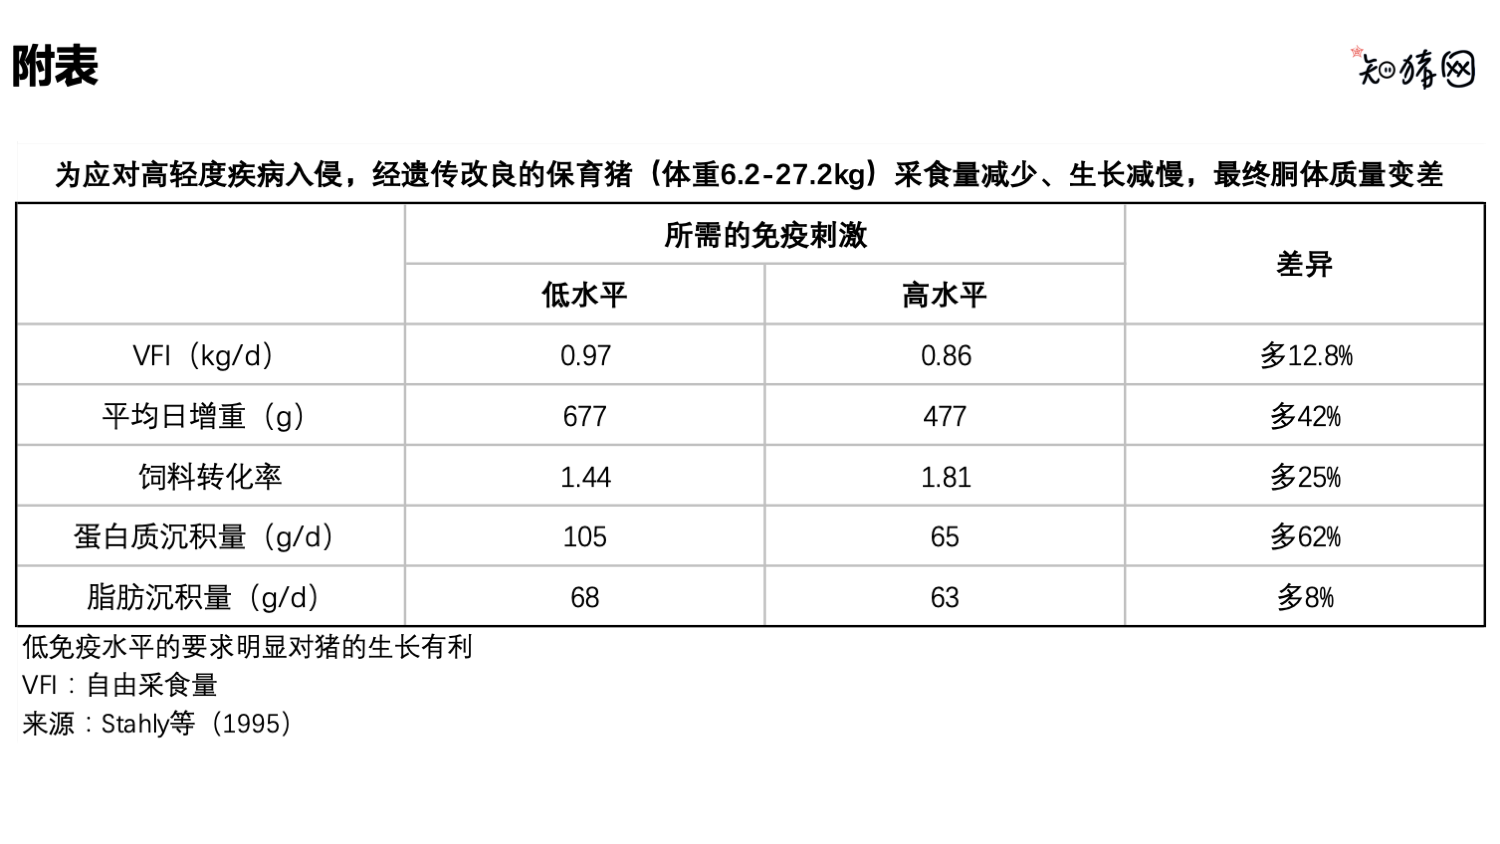 附表
知猪网
为应对高轻度疾病入侵，经遗传改良的保育猪（体重6.2-27.2kg）采食量减少、生长减慢，最终胴体质量变差
所需的免疫刺激
差异
低水平
高水平
VFI（kg/d）
0.97
0.86
多12.8%
平均日增重（g）
677
477
多42%
饲料转化率
1.44
1.81
多25%
蛋白质沉积量（g/d）
105
65
多62%
脂肪沉积量（g/d）
68
63
多8%
低免疫水平的要求明显对猪的生长有利
VFI：自由采食量
来源：Stahly等（1995）